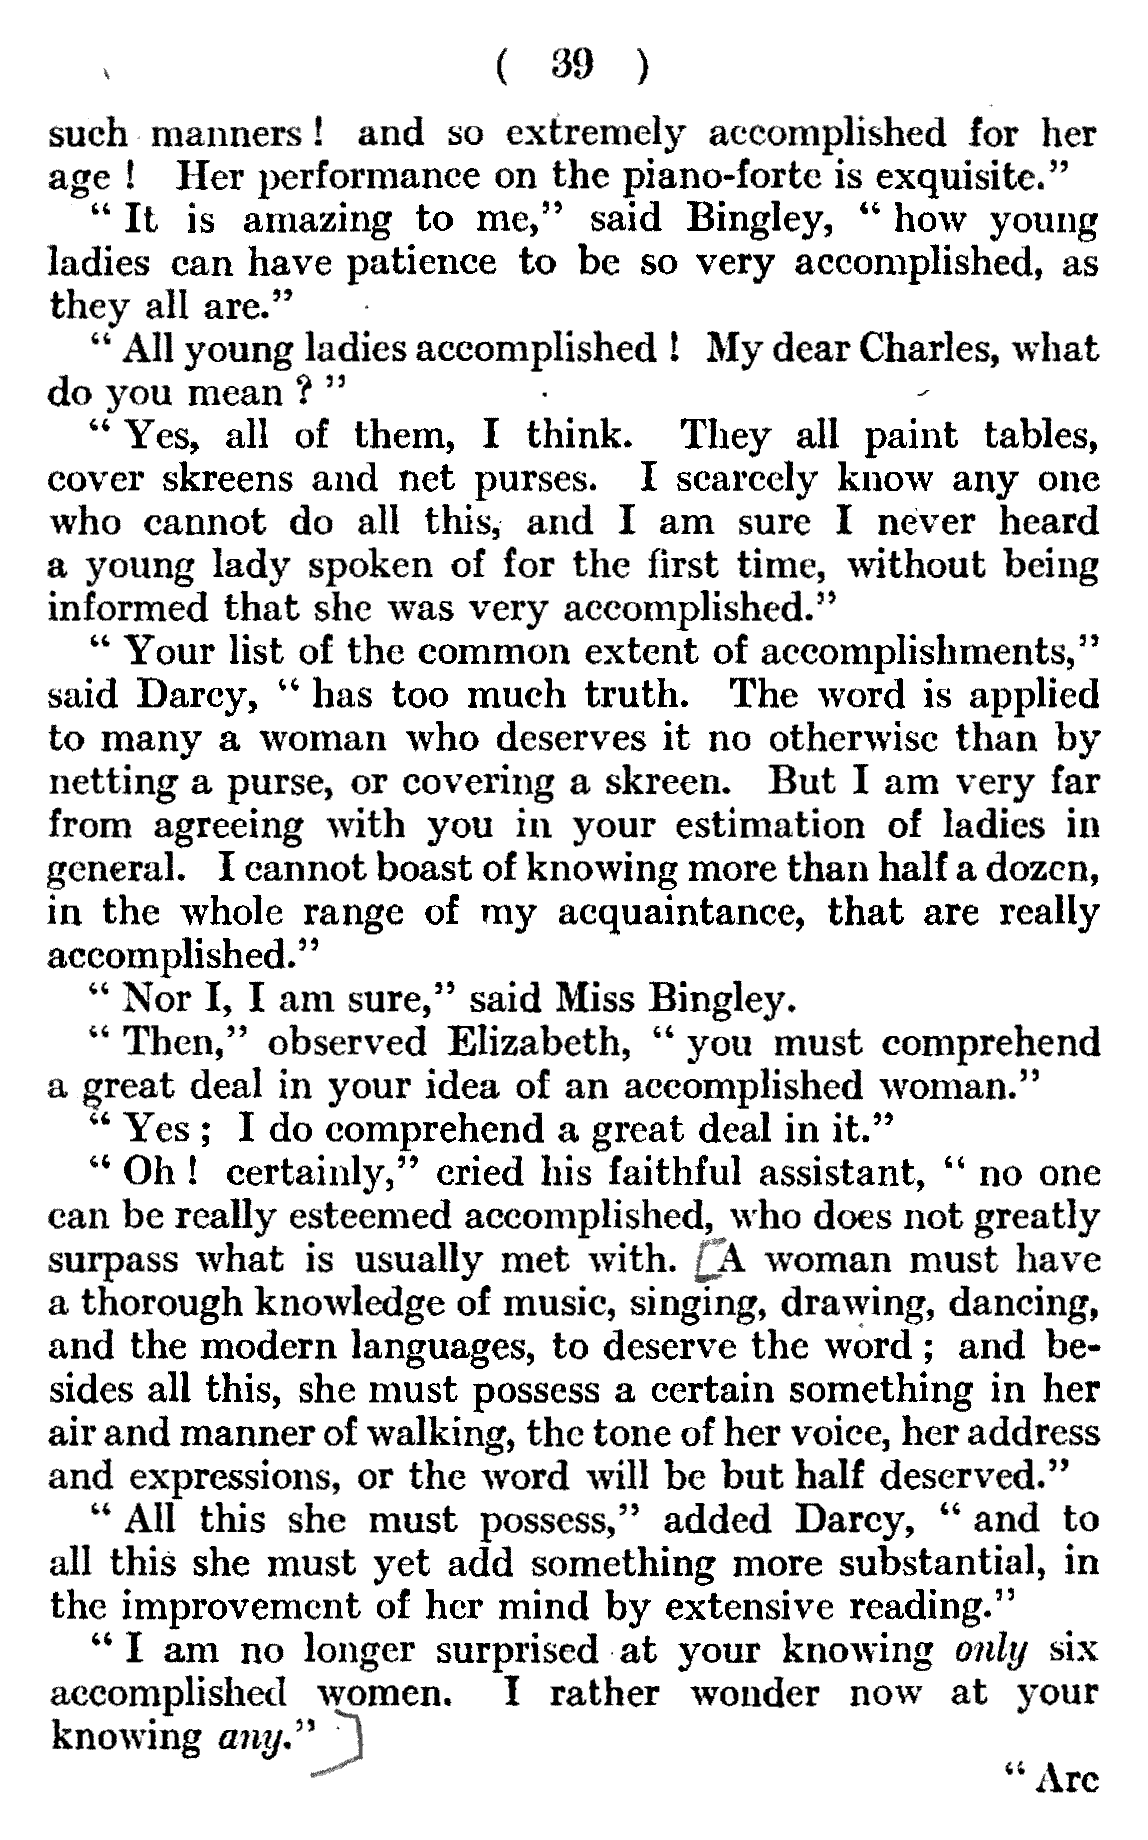 ( 39 )
such manners! and so extremely accomplished for her
age! Her performance on the piano-forte is exquisite.”
“ It is amazing to me,” said Bingley, “ how young
ladies can have patience to be so very accomplished, as
they all are.”
“ All young ladies accomplished! My dear Charles, what
do you mean?”
“ Yes, all of them, I think. They all paint tables,
cover skreens and net purses. I scarcely know any one
who cannot do all this, and I am sure I never heard
a young lady spoken of for the first time, without being
informed that she was very accomplished.”
“ Your list of the common extent of accomplishments,”
said Darcy, “ has too much truth. The word is applied
to many a woman who deserves it no otherwise than by
netting a purse, or covering a skreen. But I am very far
from agreeing with you in your estimation of ladies in
general. I cannot boast of knowing more than half a dozen,
in the whole range of my acquaintance, that are really
accomplished.”
“ Nor I, I am sure,” said Miss Bingley.
“ Then,” observed Elizabeth, “ you must comprehend
a great deal in your idea of an accomplished woman.”
“ Yes; I do comprehend a great deal in it.”
“ Oh! certainly,” cried his faithful assistant, “ no one
can be really esteemed accomplished, who does not greatly
surpass what is usually met with. [A woman must have
a thorough knowledge of music, singing, drawing, dancing,
and the modern languages, to deserve the word; and be-
sides all this, she must possess a certain something in her
air and manner of walking, the tone of her voice, her address
and expressions, or the word will be but half deserved.”
“ All this she must possess,” added Darcy, “ and to
all this she must yet add something more substantial, in
the improvement of her mind by extensive reading.”
“ I am no longer surprised at your knowing only six
accomplished women. I rather wonder now at your
knowing any.” ]
“ Are